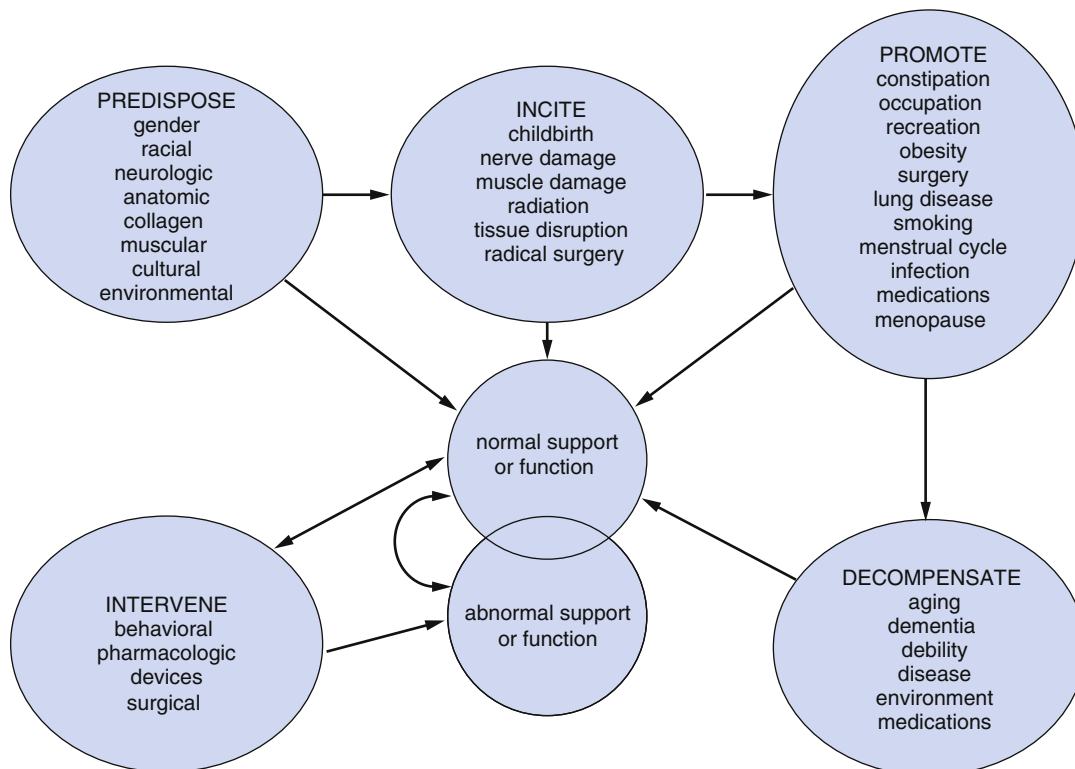 PREDISPOSE
gender
racial
neurologic
anatomic
collagen
muscular
cultural
environmental
INCITE
childbirth
nerve damage
muscle damage
radiation
tissue disruption
radical surgery
PROMOTE
constipation
occupation
recreation
obesity
surgery
lung disease
smoking
menstrual cycle
infection
medications
menopause
normal support
or function
INTERVENE
behavioral
pharmacologic
devices
surgical
abnormal support
or function
DECOMPENSATE
aging
dementia
debility
disease
environment
medications